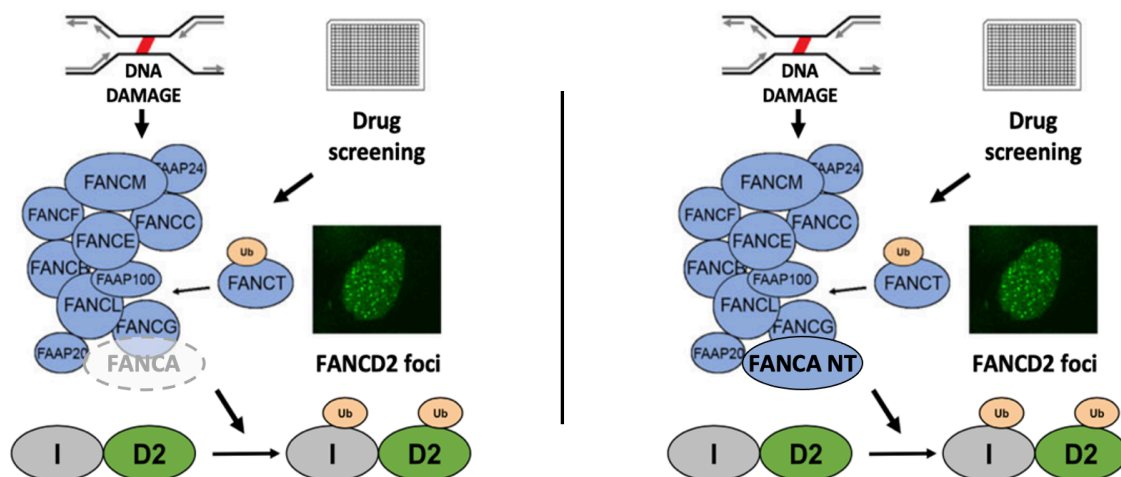 DNA
DAMAGE
Drug
screening
FANCM
FAAP24
FANCF
FANCC
FANCE
Ub
FANCB
FAAP100
FANCT
FANCL
FANCG
FAAP20
FANCA
FANCD2 foci
Ub
Ub
I
D2
I
D2
DNA
DAMAGE
Drug
screening
FANCM
FAAP24
FANCF
FANCC
FANCE
Ub
FANCB
FAAP100
FANCT
FANCL
FANCG
FAAP20
FANCA NT
FANCD2 foci
Ub
Ub
I
D2
I
D2